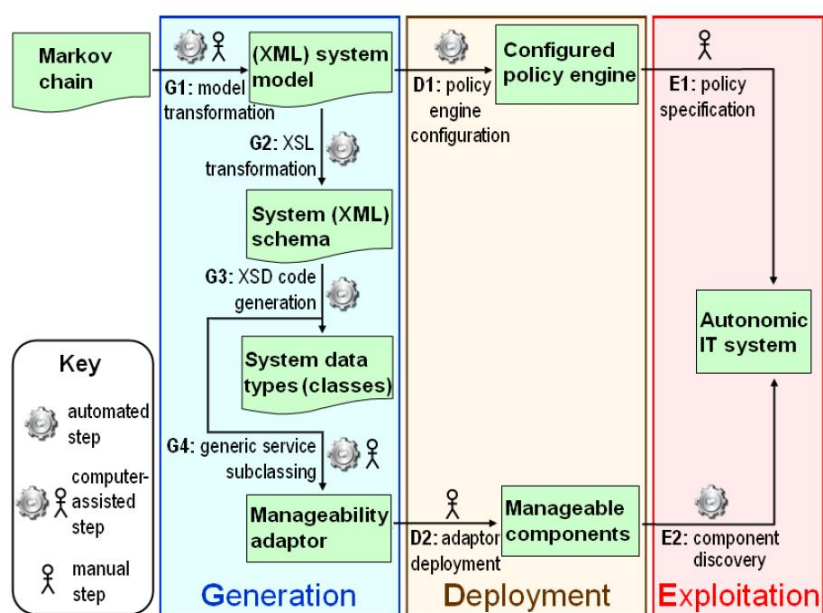 Markov
chain
G1: model
transformation
(XML) system
model
D1: policy
engine
configuration
Configured
policy engine
E1: policy
specification
G2: XSL
transformation
System (XML)
schema
G3: XSD code
generation
System data
types (classes)
G4: generic service
subclassing
Manageability
adaptor
D2: adaptor
deployment
Manageable
components
E2: component
discovery
Autonomic
IT system
Key
automated
step
computer-
assisted
step
manual
step
Generation
Deployment
Exploitation